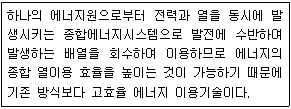 하나의 에너지원으로부터 전력과 열을 동시에 발
생시키는 종합에너지시스템으로 발전에 수반하여
발생하는 배열을 회수하여 이용하므로 에너지의
종합 열이용 효율을 높이는 것이 가능하기 때문에
기존 방식보다 고효율 에너지 이용기술이다.